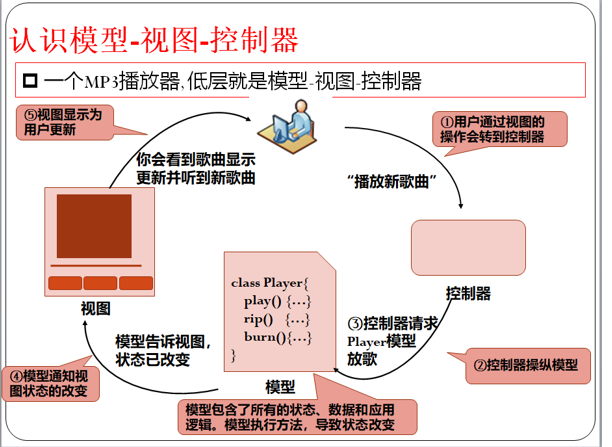 认识模型-视图-控制器
一个MP3播放器,低层就是模型-视图-控制器
⑤视图显示为
用户更新
①用户通过视图的
操作会转到控制器
你会看到歌曲显示
更新并听到新歌曲
“播放新歌曲”
class Player{
play() {...}
rip() {...}
burn(){...}
}
控制器
视图
③控制器请求
Player模型
放歌
模型告诉视图,
状态已改变
②控制器操纵模型
④模型通知视
图状态的改变
模型
模型包含了所有的状态、数据和应用
逻辑。模型执行方法，导致状态改变